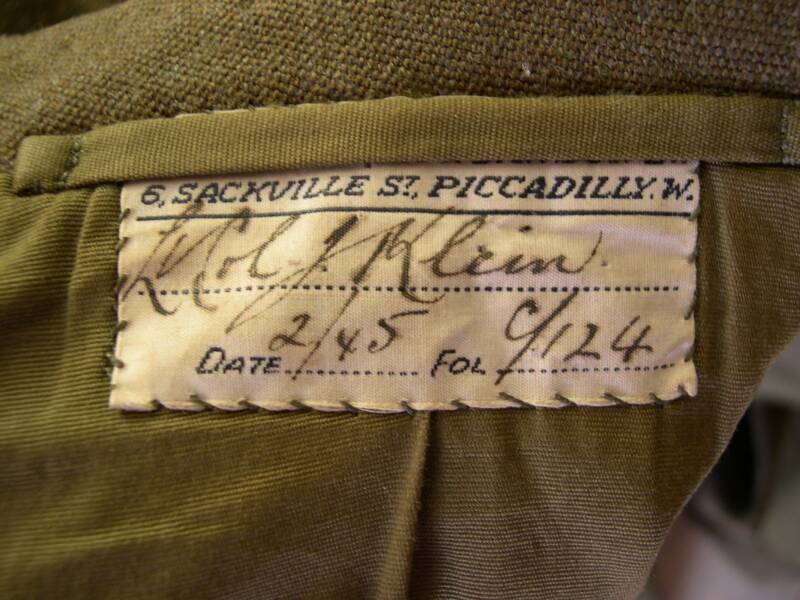 6, SACKVILLE ST, PICCADILLY. W.
Lt Col. J. Klein.
DATE 2/45 FOL C/124